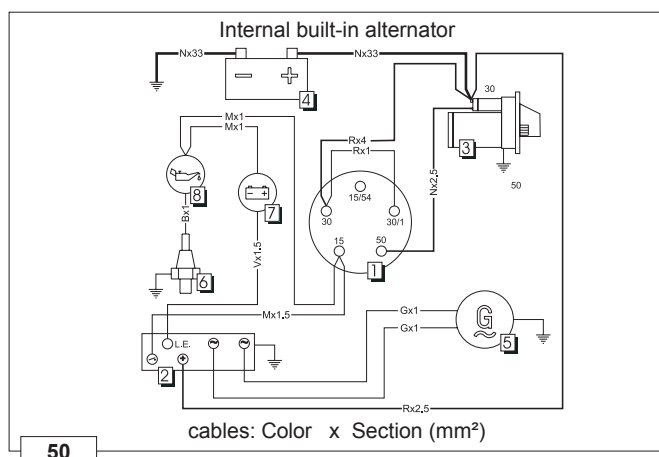 Internal built-in alternator
Nx33
Nx33
4
30
Mx1
Mx1
Rx4
Rx1
3
Nx2.5
50
8
7
15/54
30
30/1
15
50
1
Bx1
6
Vx1.5
Mx1.5
L.E.
2
Gx1
Gx1
G
5
Rx2.5
cables: Color x Section (mm²)
50